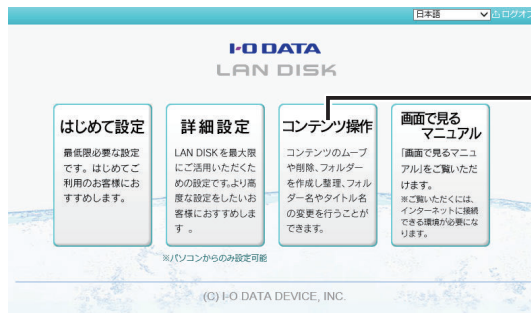 日本語 ログオフ
I-O DATA
LAN DISK
はじめて設定
最低限必要な設定
です。はじめてご
利用のお客様にお
すすめします。
詳細設定
LAN DISKを最大限
にご活用いただくた
めの設定です。より高
度な設定をしたいお
客様におすすめしま
す 。
※パソコンからのみ設定可能
コンテンツ操作
コンテンツのムーブ
や削除、フォルダー
を作成し整理、フォル
ダー名やタイトル名
の変更を行うことが
できます。
画面で見る
マニュアル
「画面で見るマニュ
アル」をご覧いただ
けます。
※ご覧いただくには、
インターネットに接続
できる環境が必要にな
ります。
(C) I-O DATA DEVICE, INC.